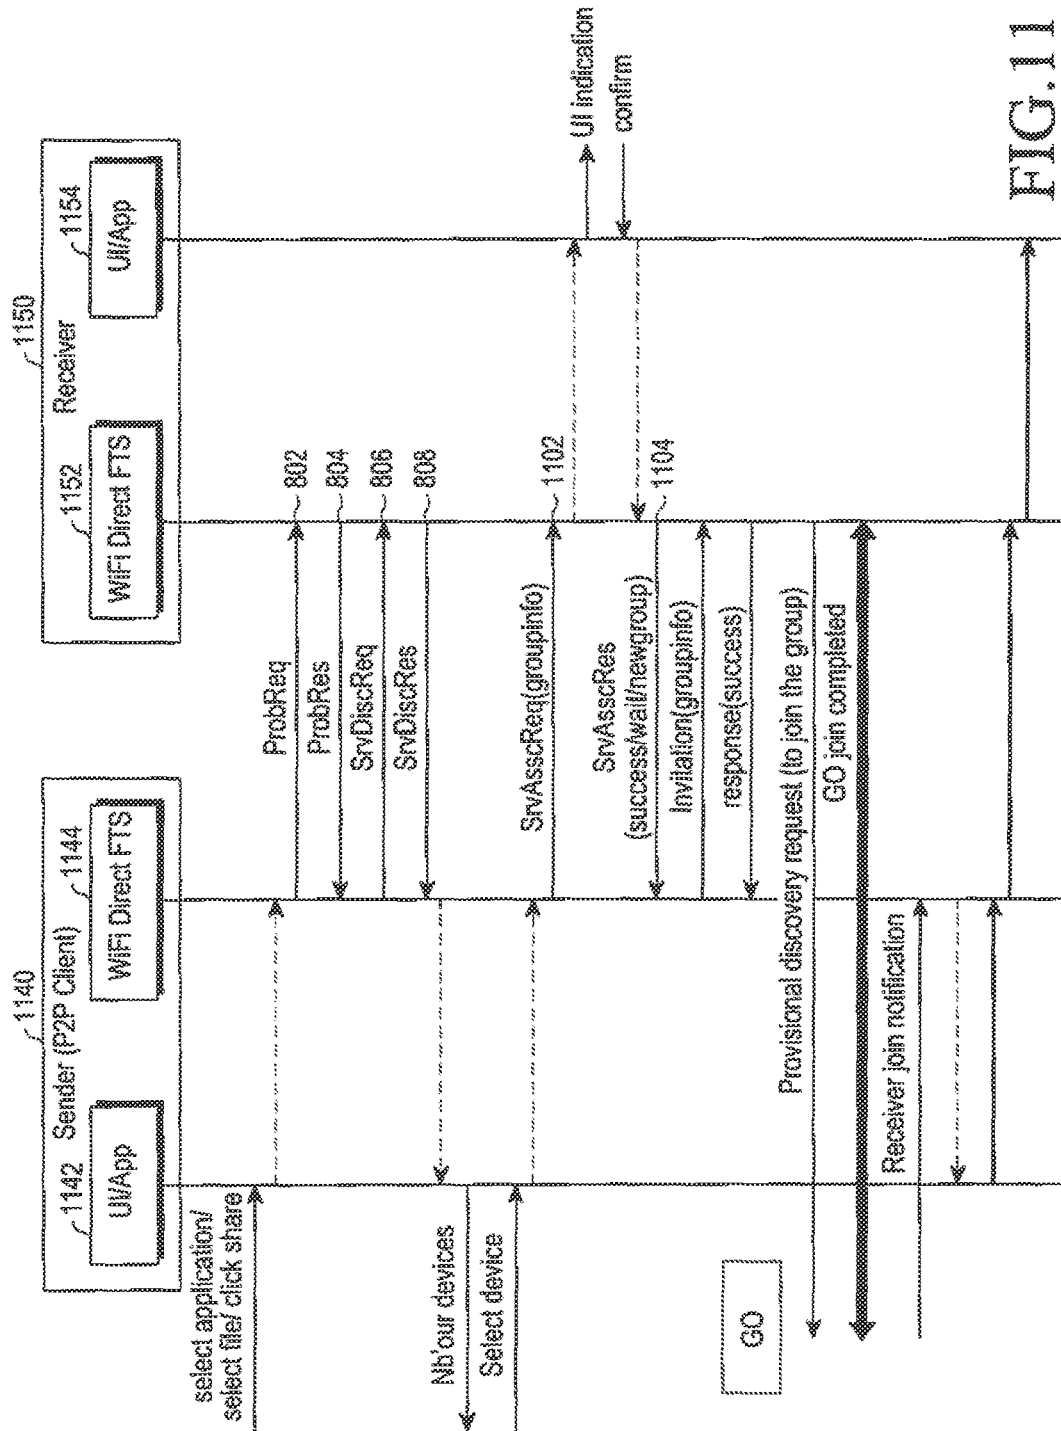 1140
Sender (P2P Client)
1142
UI/App
1144
WiFi Direct FTS
1150
Receiver
1152
WiFi Direct FTS
1154
UI/App
select application/
select file/ click share
ProbReq
802
ProbRes
804
SrvDiscReq
806
SrvDiscRes
808
Nb'our devices
Select device
SrvAsscReq(groupinfo)
1102
UI indication
confirm
SrvAsscRes
(success/wait/newgroup)
1104
Invitation(groupinfo)
response(success)
GO
Provisional discovery request (to join the group)
GO join completed
Receiver join notification
FIG.11